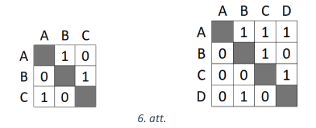 A B C
A 1 0
B 0 1
C 1 0
A B C D
A 1 1 1
B 0 1 0
C 0 0 1
D 0 1 0
6. att.